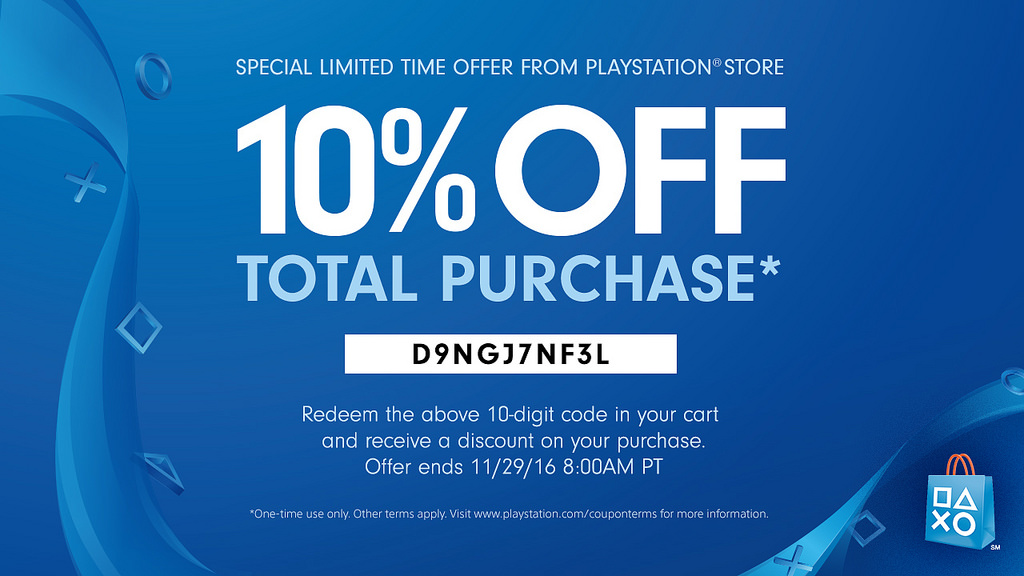 SPECIAL LIMITED TIME OFFER FROM PLAYSTATION®STORE
10% OFF
TOTAL PURCHASE*
D9NGJ7NF3L
Redeem the above 10-digit code in your cart
and receive a discount on your purchase.
Offer ends 11/29/16 8:00AM PT
*One-time use only. Other terms apply. Visit www.playstation.com/couponterms for more information.
SM